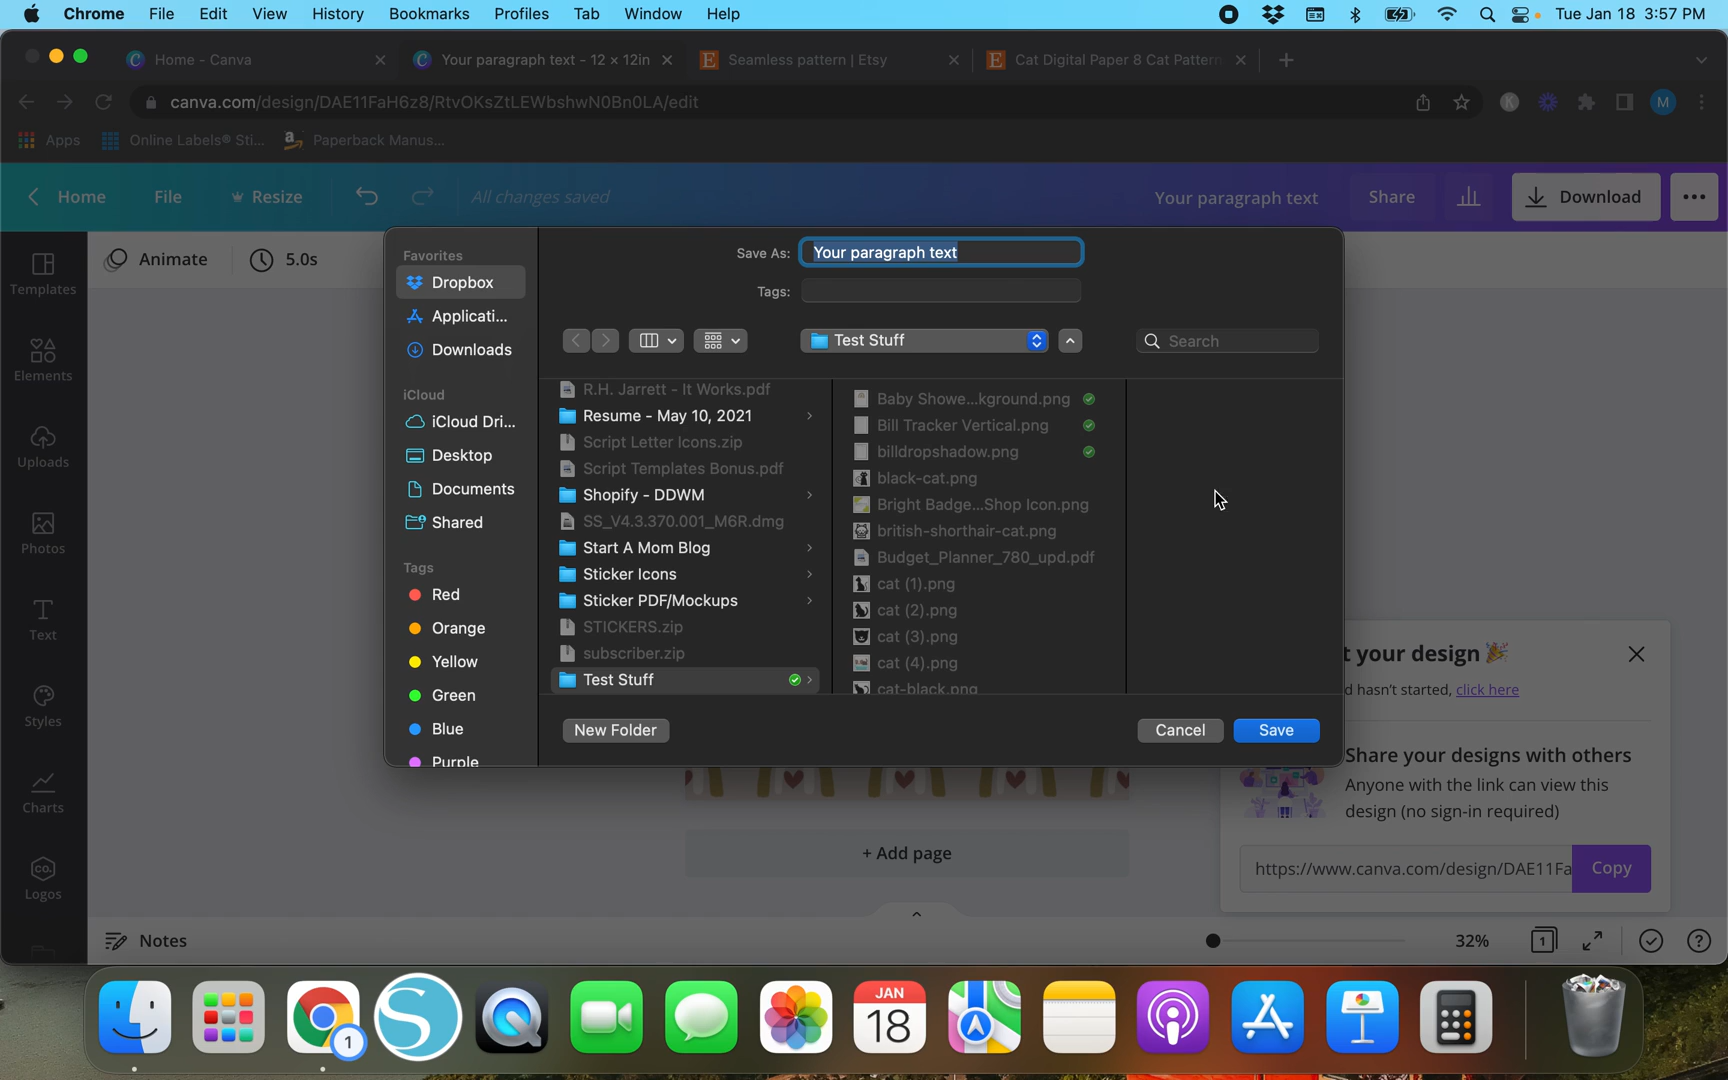 Chrome File Edit View History Bookmarks Profiles Tab Window Help Tue Jan 18 3:57 PM
Home - Canva
Your paragraph text - 12 × 12in
Seamless pattern | Etsy
Cat Digital Paper 8 Cat Pattern
canva.com/design/DAE11FaH6z8/RtvOKsZtLEWbshwN0Bn0LA/edit
M
Apps
Online Labels® Sti...
Paperback Manus...
Home File Resize All changes saved
Your paragraph text Share Download
Animate 5.0s
Templates
Elements
Uploads
Photos
Text
Styles
Charts
Logos
Favorites
Dropbox
Applicati...
Downloads
iCloud
iCloud Dri...
Desktop
Documents
Shared
Tags
Red
Orange
Yellow
Green
Blue
Purple
Save As: Your paragraph text
Tags:
Test Stuff
Search
R.H. Jarrett - It Works.pdf
Resume - May 10, 2021
Script Letter Icons.zip
Script Templates Bonus.pdf
Shopify - DDWM
SS_V4.3.370.001_M6R.dmg
Start A Mom Blog
Sticker Icons
Sticker PDF/Mockups
STICKERS.zip
subscriber.zip
Test Stuff
Baby Showe...kground.png
Bill Tracker Vertical.png
billdropshadow.png
black-cat.png
Bright Badge...Shop Icon.png
british-shorthair-cat.png
Budget_Planner_780_upd.pdf
cat (1).png
cat (2).png
cat (3).png
cat (4).png
cat-black.png
New Folder Cancel Save
t your design
d hasn't started, click here
Share your designs with others
Anyone with the link can view this
design (no sign-in required)
https://www.canva.com/design/DAE11Fa Copy
+ Add page
Notes
32%
1
1
JAN
18